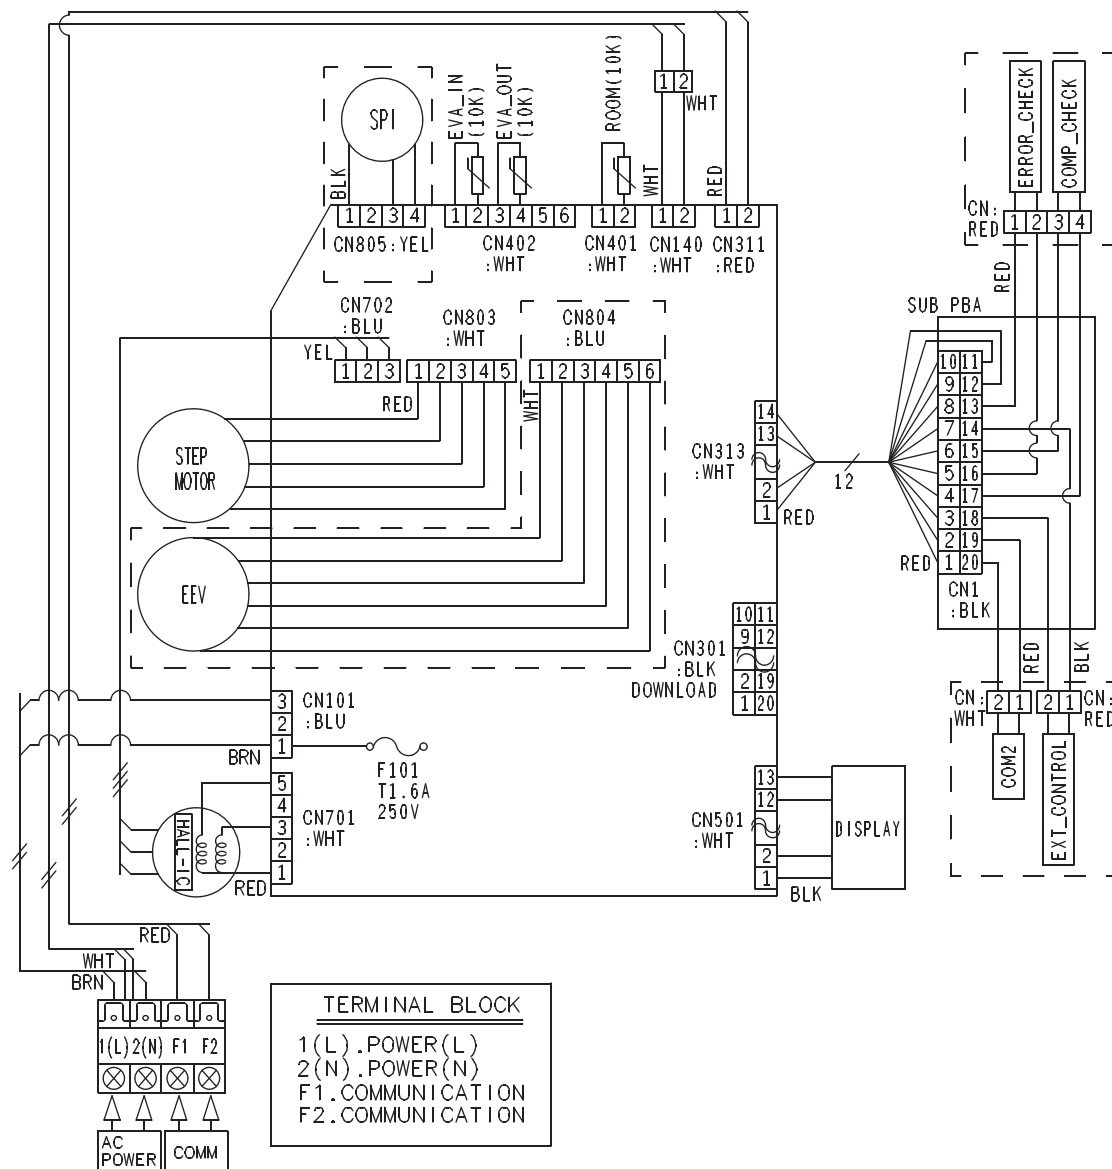 SPI
BLK
1 2 3 4
CN805:YEL
EVA_IN
(10K)
EVA_OUT
(10K)
1 2 3 4 5 6
CN402
:WHT
ROOM(10K)
1 2
CN401
:WHT
1 2
WHT
WHT
1 2
CN140
:WHT
RED
1 2
CN311
:RED
ERROR_CHECK
COMP_CHECK
CN:
RED
1 2 3 4
RED
CN702
:BLU
YEL
1 2 3
CN803
:WHT
1 2 3 4 5
RED
CN804
:BLU
1 2 3 4 5 6
WHT
STEP
MOTOR
EEV
14
13
2
1
CN313
:WHT
RED
12
SUB PBA
10 11
9 12
8 13
7 14
6 15
5 16
4 17
3 18
2 19
1 20
RED
CN1
:BLK
10 11
9 12
2 19
1 20
CN301
:BLK
DOWNLOAD
RED
BLK
CN:
WHT
2 1
2 1
CN:
RED
COM2
EXT_CONTROL
3
2
1
CN101
:BLU
BRN
F101
T1.6A
250V
5
4
3
2
1
CN701
:WHT
HALL-IC
RED
13
12
2
1
CN501
:WHT
BLK
DISPLAY
RED
WHT
BRN
1(L) 2(N) F1 F2
AC
POWER
COMM
TERMINAL BLOCK
1(L).POWER(L)
2(N).POWER(N)
F1.COMMUNICATION
F2.COMMUNICATION